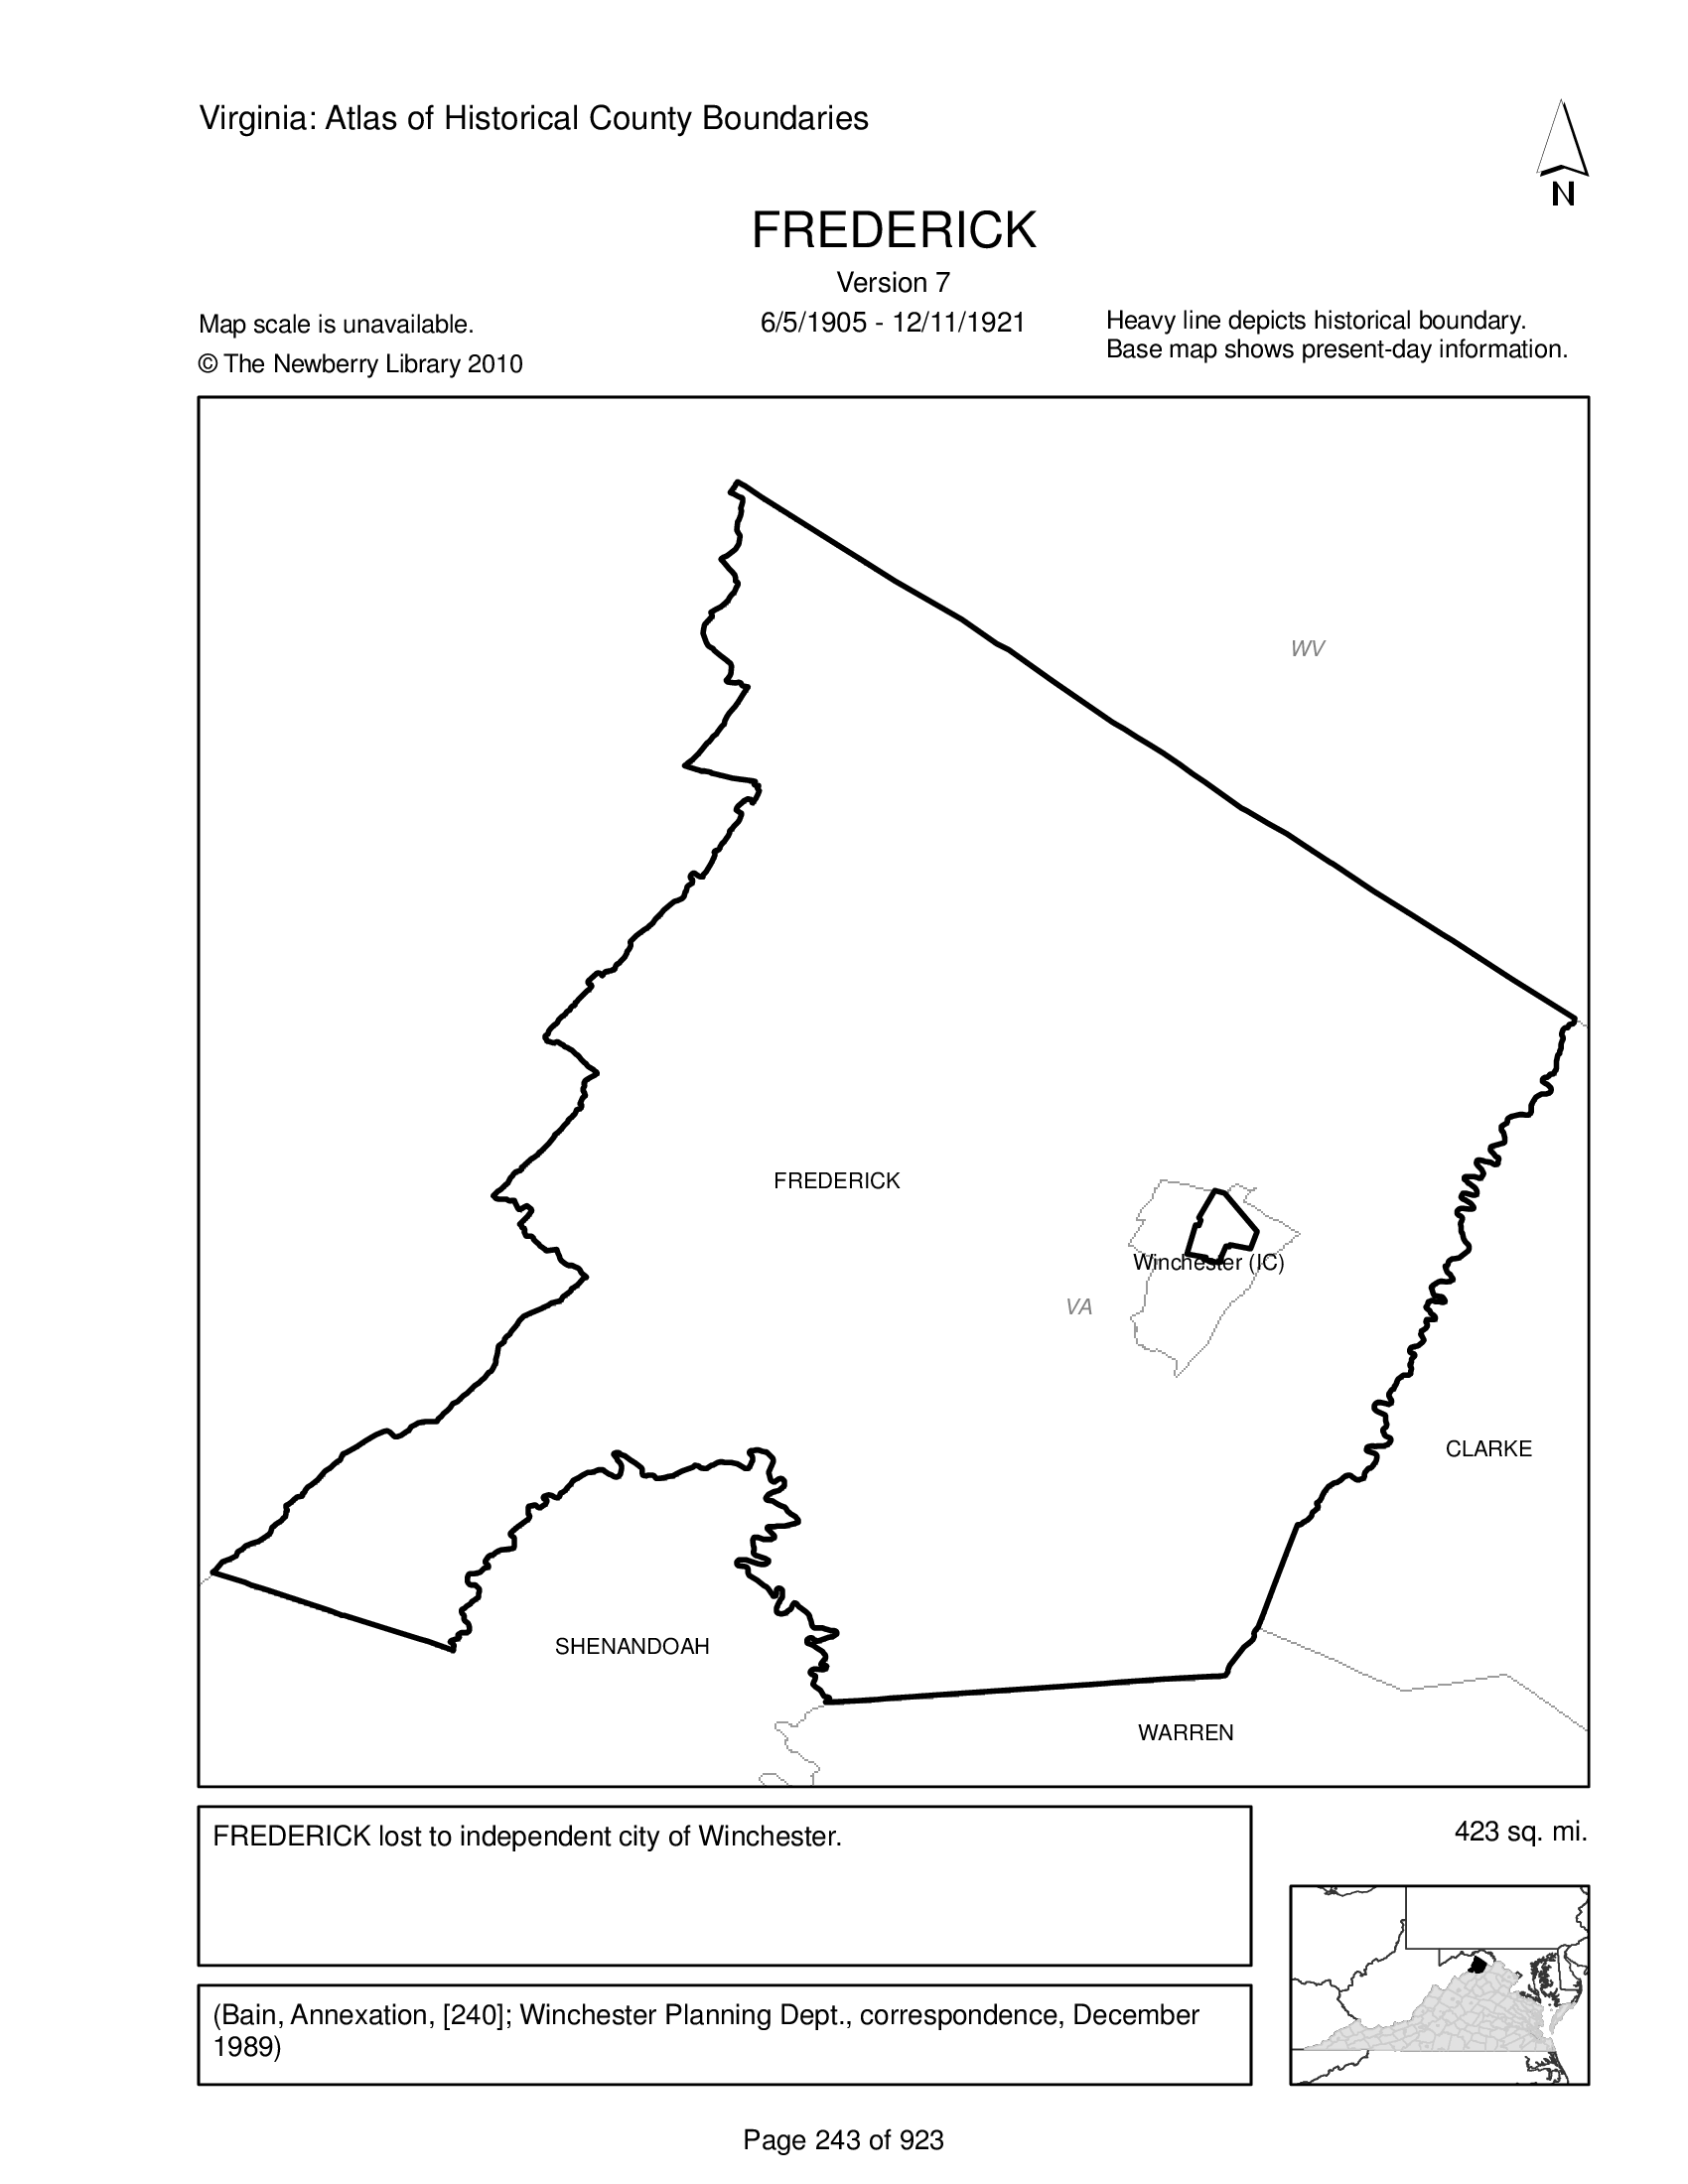 Virginia: Atlas of Historical County Boundaries
N
FREDERICK
Version 7
6/5/1905 - 12/11/1921
Map scale is unavailable.
© The Newberry Library 2010
Heavy line depicts historical boundary.
Base map shows present-day information.
WV
FREDERICK
Winchester (IC)
VA
CLARKE
SHENANDOAH
WARREN
FREDERICK lost to independent city of Winchester.
423 sq. mi.
(Bain, Annexation, [240]; Winchester Planning Dept., correspondence, December
1989)
Page 243 of 923